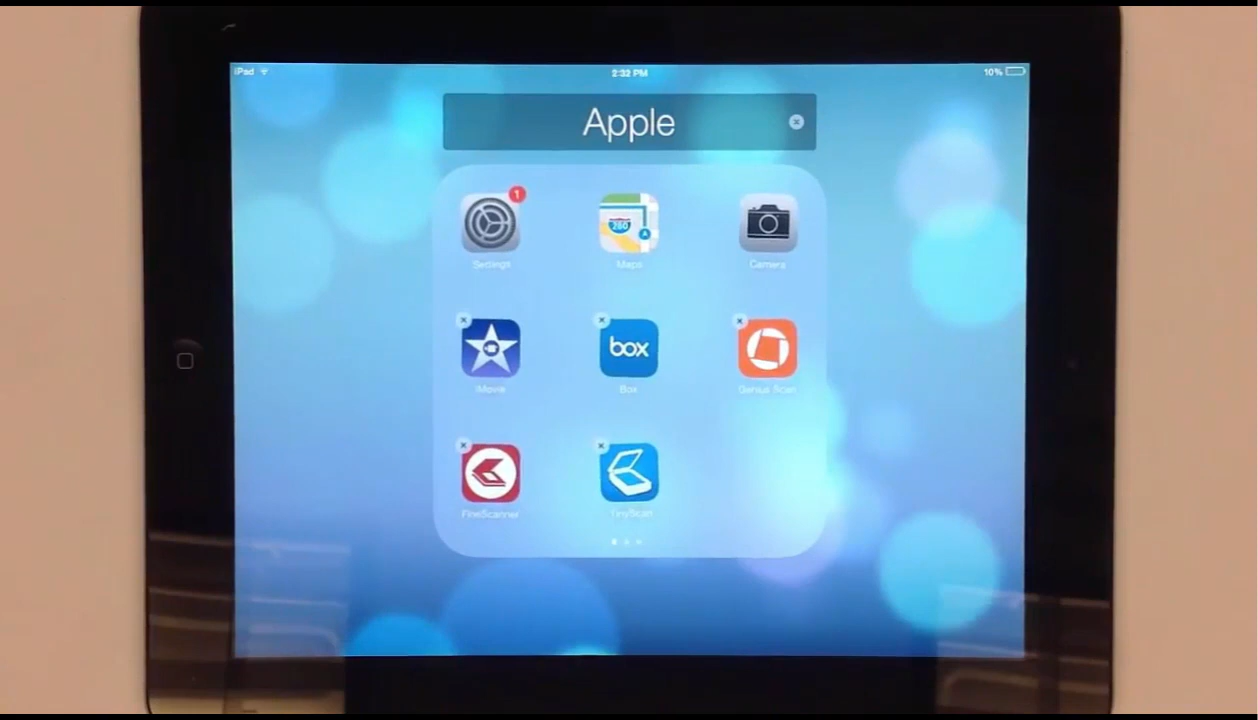 iPad
2:32 PM
10%
Apple
1
280
Settings
Maps
Camera
box
iMovie
Box
Genius Scan
FineScanner
TinyScan